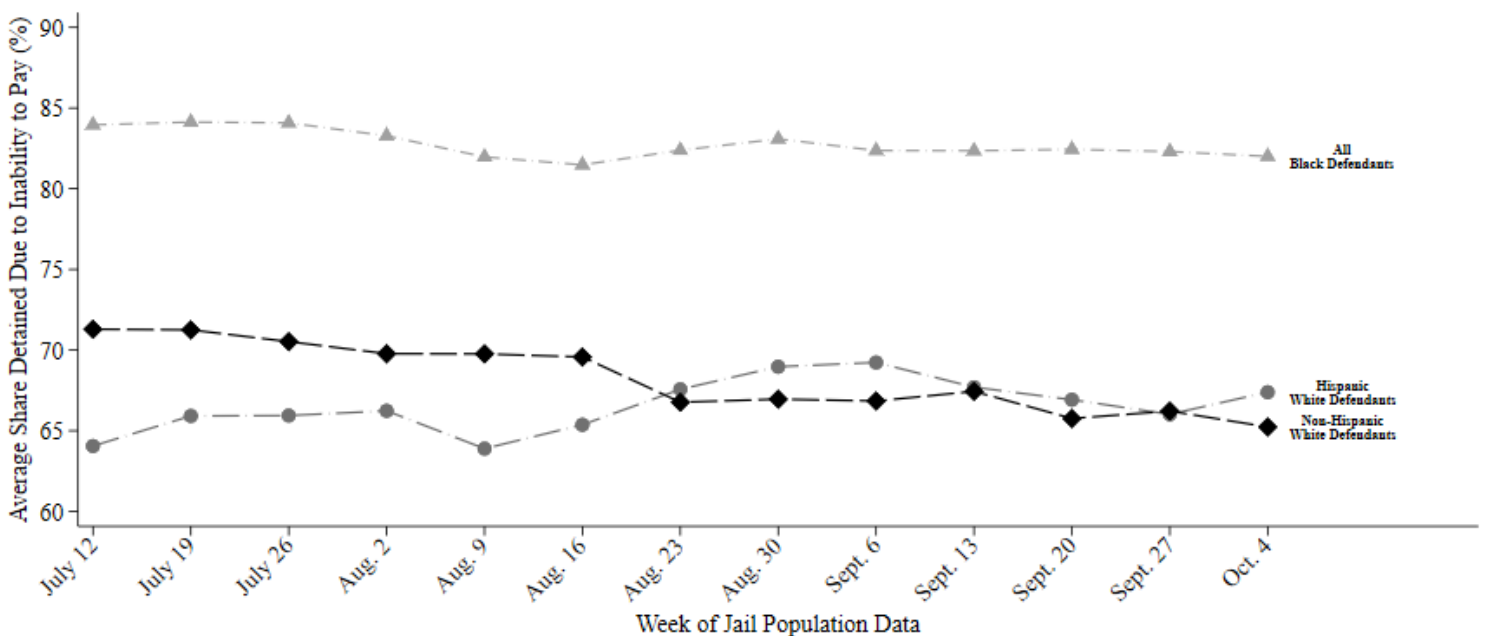 Average Share Detained Due to Inability to Pay (%)
90
85
80
75
70
65
60
All
Black Defendants
Hispanic
White Defendants
Non-Hispanic
White Defendants
July 12
July 19
July 26
Aug. 2
Aug. 9
Aug. 16
Aug. 23
Aug. 30
Sept. 6
Sept. 13
Sept. 20
Sept. 27
Oct. 4
Week of Jail Population Data